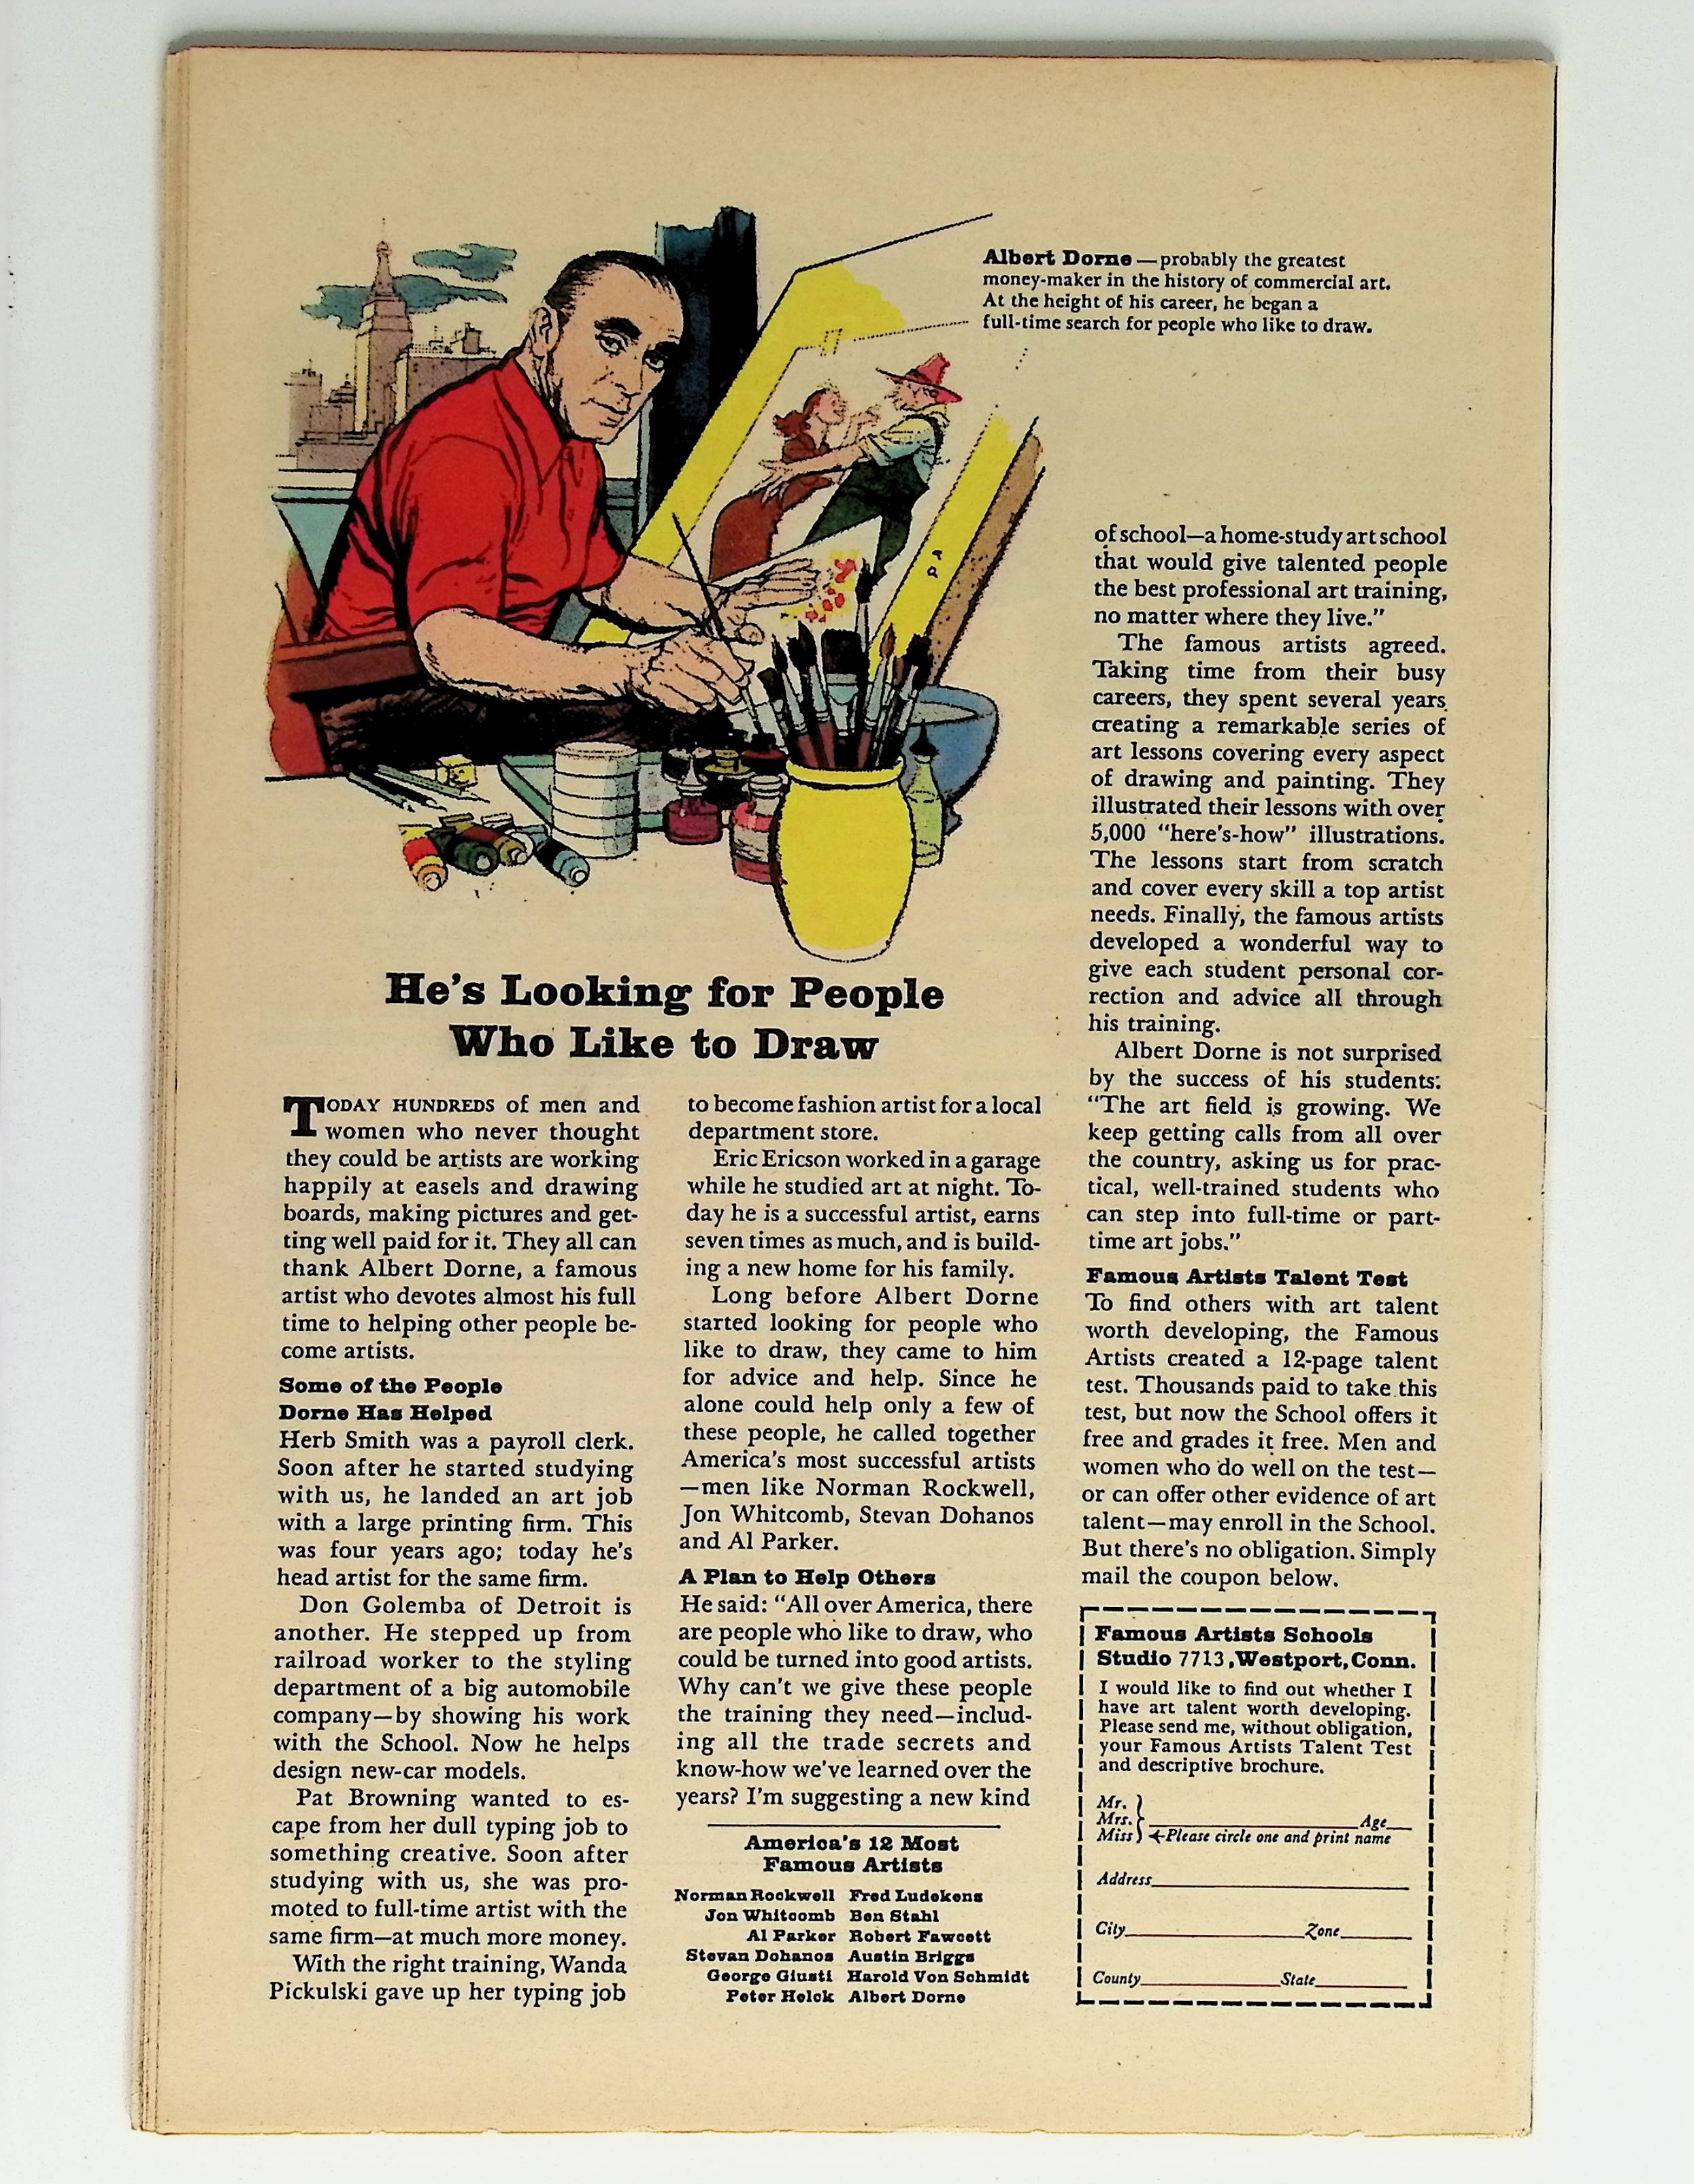 Albert Dorne — probably the greatest
money-maker in the history of commercial art.
At the height of his career, he began a
full-time search for people who like to draw.
He's Looking for People
Who Like to Draw
TODAY HUNDREDS of men and
women who never thought
they could be artists are working
happily at easels and drawing
boards, making pictures and get-
ting well paid for it. They all can
thank Albert Dorne, a famous
artist who devotes almost his full
time to helping other people be-
come artists.
Some of the People
Dorne Has Helped
Herb Smith was a payroll clerk.
Soon after he started studying
with us, he landed an art job
with a large printing firm. This
was four years ago; today he's
head artist for the same firm.
Don Golemba of Detroit is
another. He stepped up from
railroad worker to the styling
department of a big automobile
company—by showing his work
with the School. Now he helps
design new-car models.
Pat Browning wanted to es-
cape from her dull typing job to
something creative. Soon after
studying with us, she was pro-
moted to full-time artist with the
same firm—at much more money.
With the right training, Wanda
Pickulski gave up her typing job
to become fashion artist for a local
department store.
Eric Ericson worked in a garage
while he studied art at night. To-
day he is a successful artist, earns
seven times as much, and is build-
ing a new home for his family.
Long before Albert Dorne
started looking for people who
like to draw, they came to him
for advice and help. Since he
alone could help only a few of
these people, he called together
America's most successful artists
—men like Norman Rockwell,
Jon Whitcomb, Stevan Dohanos
and Al Parker.
A Plan to Help Others
He said: “All over America, there
are people who like to draw, who
could be turned into good artists.
Why can't we give these people
the training they need—includ-
ing all the trade secrets and
know-how we've learned over the
years? I'm suggesting a new kind
America's 12 Most
Famous Artists
Norman Rockwell Fred Ludekens
Jon Whitcomb Ben Stahl
Al Parker Robert Fawcett
Stevan Dohanos Austin Briggs
George Giusti Harold Von Schmidt
Peter Helck Albert Dorne
of school—a home-study art school
that would give talented people
the best professional art training,
no matter where they live.”
The famous artists agreed.
Taking time from their busy
careers, they spent several years
creating a remarkable series of
art lessons covering every aspect
of drawing and painting. They
illustrated their lessons with over
5,000 “here's-how” illustrations.
The lessons start from scratch
and cover every skill a top artist
needs. Finally, the famous artists
developed a wonderful way to
give each student personal cor-
rection and advice all through
his training.
Albert Dorne is not surprised
by the success of his students:
“The art field is growing. We
keep getting calls from all over
the country, asking us for prac-
tical, well-trained students who
can step into full-time or part-
time art jobs.”
Famous Artists Talent Test
To find others with art talent
worth developing, the Famous
Artists created a 12-page talent
test. Thousands paid to take this
test, but now the School offers it
free and grades it free. Men and
women who do well on the test—
or can offer other evidence of art
talent—may enroll in the School.
But there's no obligation. Simply
mail the coupon below.
Famous Artists Schools
Studio 7713, Westport, Conn.
I would like to find out whether I
have art talent worth developing.
Please send me, without obligation,
your Famous Artists Talent Test
and descriptive brochure.
Mr.
Mrs. Age
Miss Please circle one and print name
Address
City Zone
County State